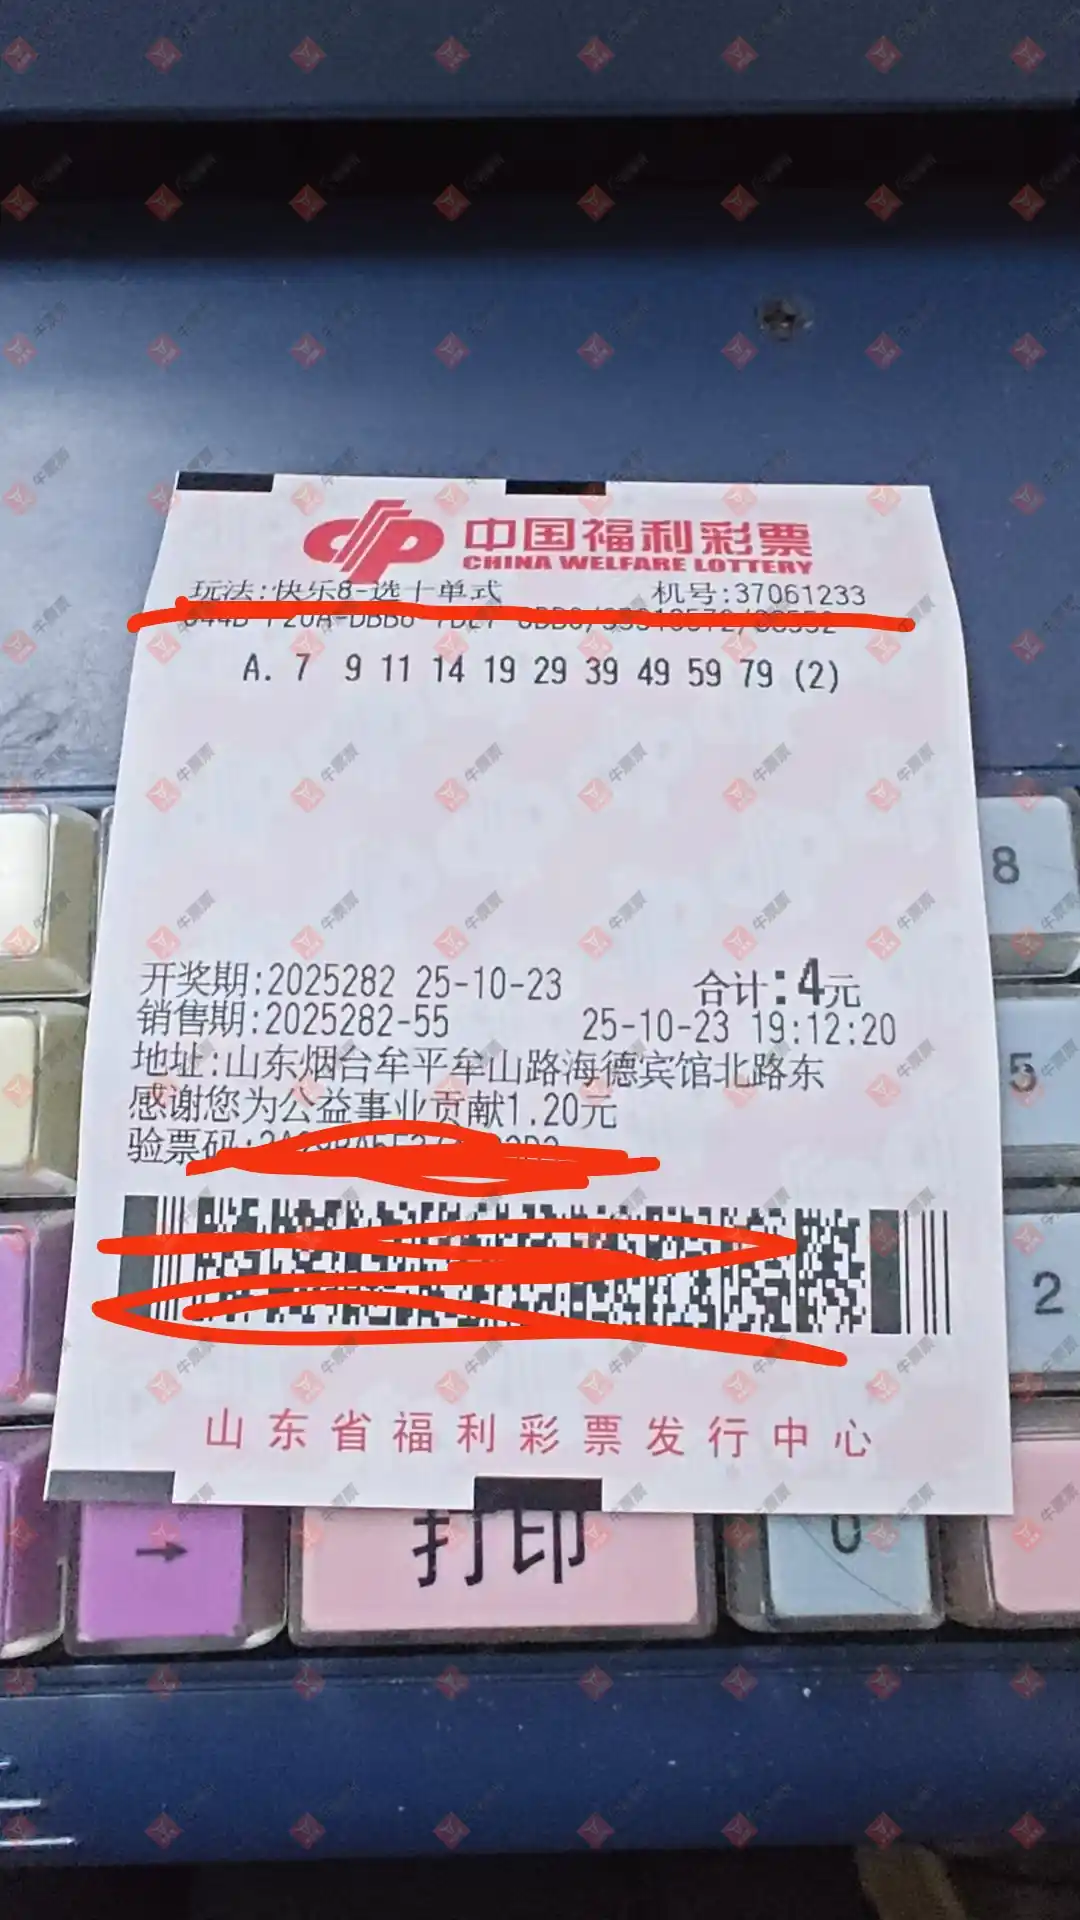 中国福利彩票
CHINA WELFARE LOTTERY
玩法:快乐8-选十单式 机号:37061233
A. 7 9 11 14 19 29 39 49 59 79 (2)
开奖期:2025282 25-10-23 合计:4元
销售期:2025282-55 25-10-23 19:12:20
地址:山东烟台牟平牟山路海德宾馆北路东
感谢您为公益事业贡献1.20元
验票码:
山东省福利彩票发行中心
8
5
2
→
打印
0
牛票票